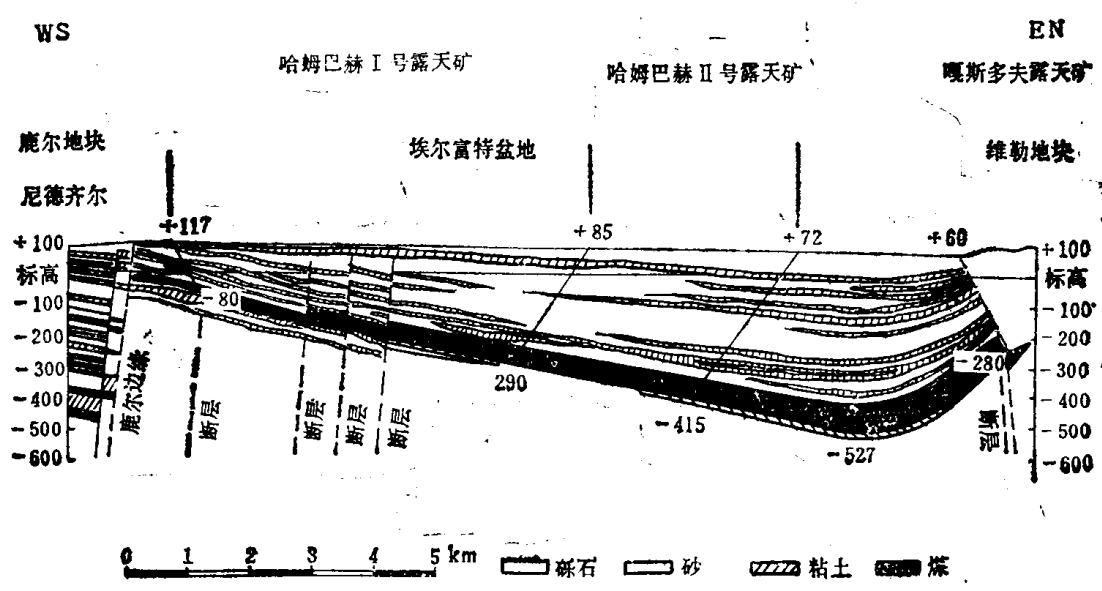 WS
EN
哈姆巴赫Ⅰ号露天矿
哈姆巴赫Ⅱ号露天矿
嘎斯多夫露天矿
鹿尔地块
埃尔富特盆地
维勒地块
尼德齐尔
+117
+85
+72
+60
+100
标高
-100
-200
-300
-400
-500
-600
+100
标高
-100
-200
-300
-400
-500
-600
-80
290
-415
-527
-280
鹿尔边缘
断层
断层
断层
断层
断层
0 1 2 3 4 5 km
砾石
砂
粘土
煤